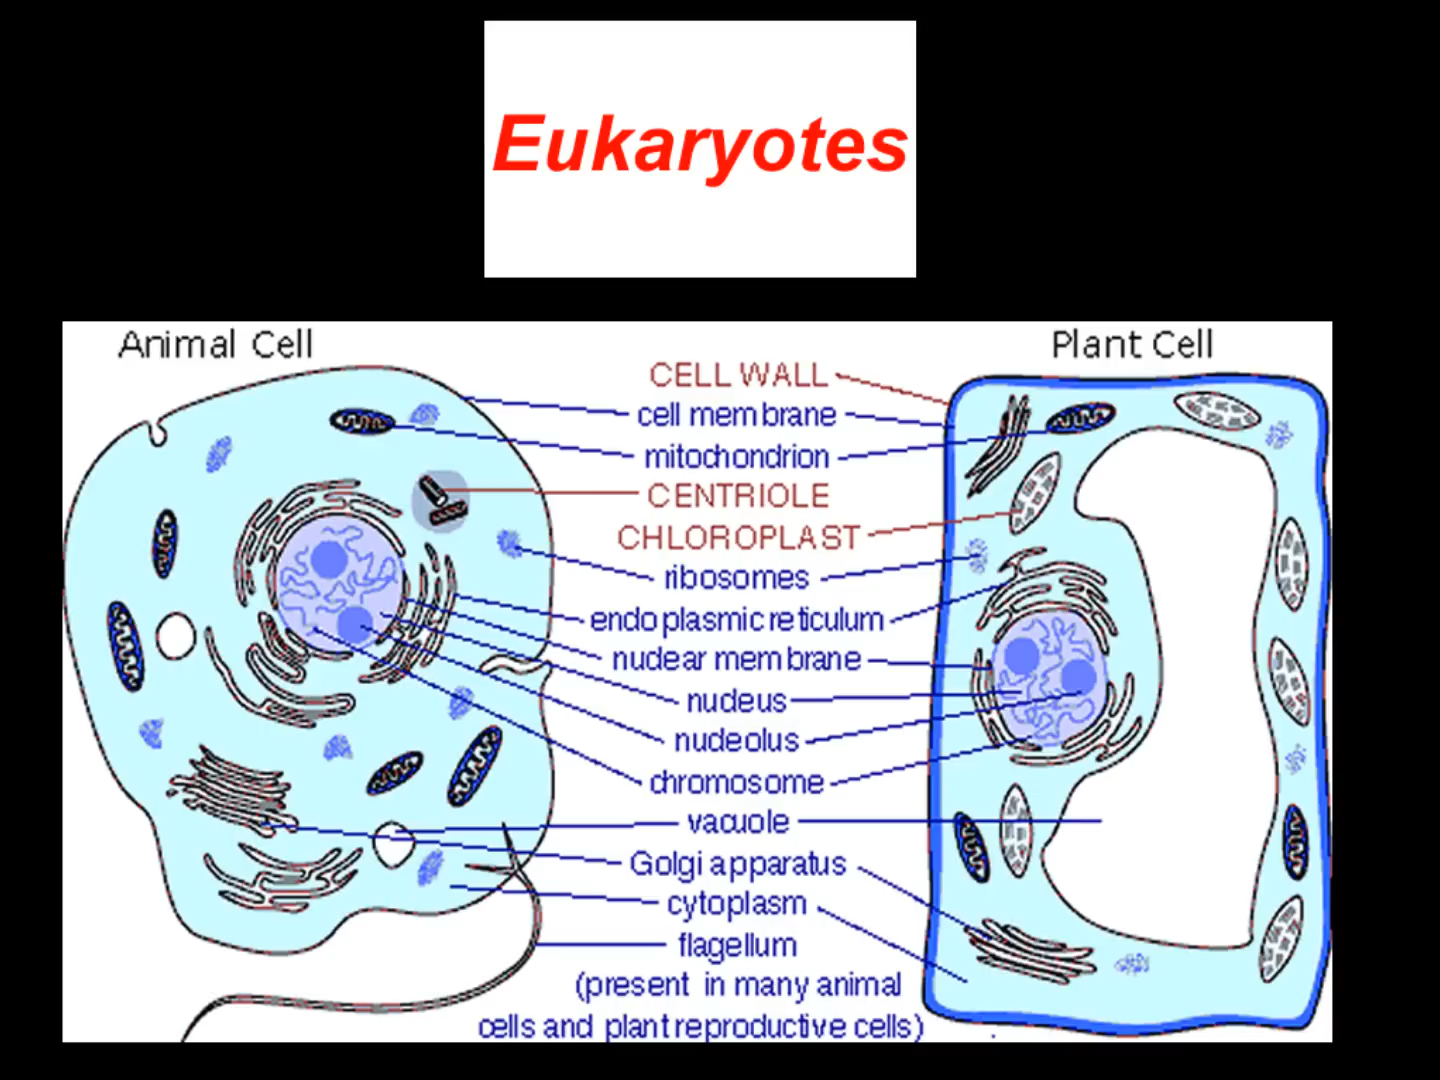 Eukaryotes
Animal Cell
Plant Cell
CELL WALL
cell membrane
mitochondrion
CENTRIOLE
CHLOROPLAST
ribosomes
endoplasmic reticulum
nuclear membrane
nucleus
nucleolus
chromosome
vacuole
Golgi apparatus
cytoplasm
flagellum
(present in many animal
cells and plant reproductive cells)